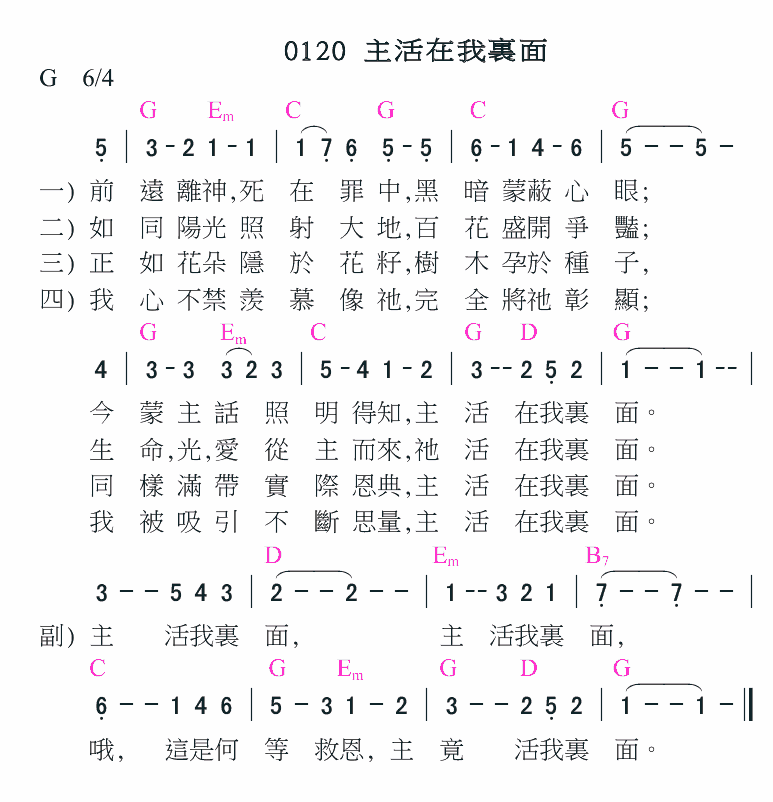 0120 主活在我裏面
G 6/4
G Em C G C G
5 | 3 - 2 1 - 1 | 1 7 6 5 - 5 | 6 - 1 4 - 6 | 5 - - 5 -
一) 前 遠 離神,死 在 罪 中,黑 暗 蒙蔽 心 眼;
二) 如 同 陽光 照 射 大 地,百 花 盛開 爭 豔;
三) 正 如 花朵 隱 於 花 籽,樹 木 孕於 種 子,
四) 我 心 不禁 羨 慕 像 祂,完 全 將祂 彰 顯;
G Em C G D G
4 | 3 - 3 3 2 3 | 5 - 4 1 - 2 | 3 - - 2 5 2 | 1 - - 1 - - |
今 蒙 主 話 照 明 得知,主 活 在我裏 面。
生 命,光,愛 從 主 而來,祂 活 在我裏 面。
同 樣 滿 帶 實 際 恩典,主 活 在我裏 面。
我 被 吸 引 不 斷 思量,主 活 在我裏 面。
D Em B7
3 - - 5 4 3 | 2 - - 2 - - | 1 - - 3 2 1 | 7 - - 7 - - |
副) 主 活我裏 面, 主 活我裏 面,
C G Em G D G
6 - - 1 4 6 | 5 - 3 1 - 2 | 3 - - 2 5 2 | 1 - - 1 - ‖
哦, 這是何 等 救恩, 主 竟 活我裏 面。